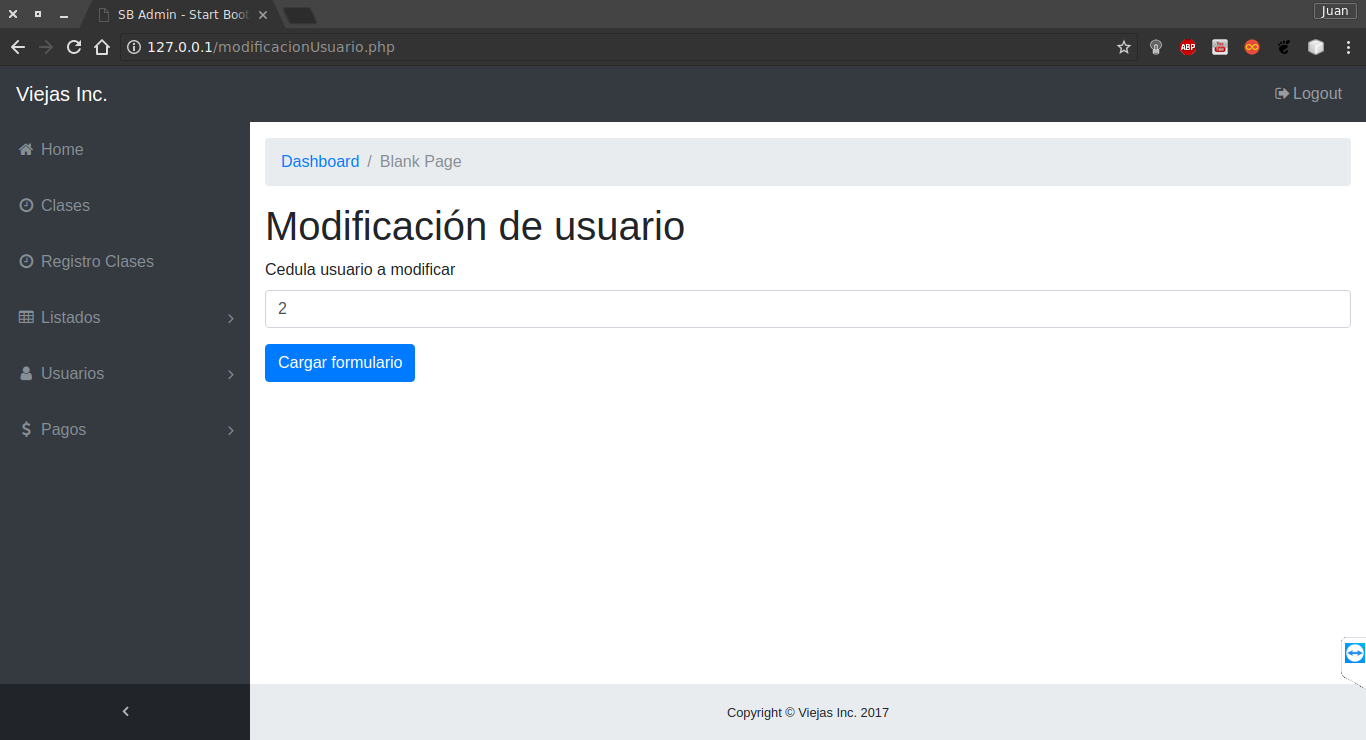 SB Admin - Start Boot
Juan
127.0.0.1/modificacionUsuario.php
ABP
Viejas Inc.
Logout
Home
Clases
Registro Clases
Listados
Usuarios
Pagos
Dashboard / Blank Page
Modificación de usuario
Cedula usuario a modificar
2
Cargar formulario
Copyright © Viejas Inc. 2017